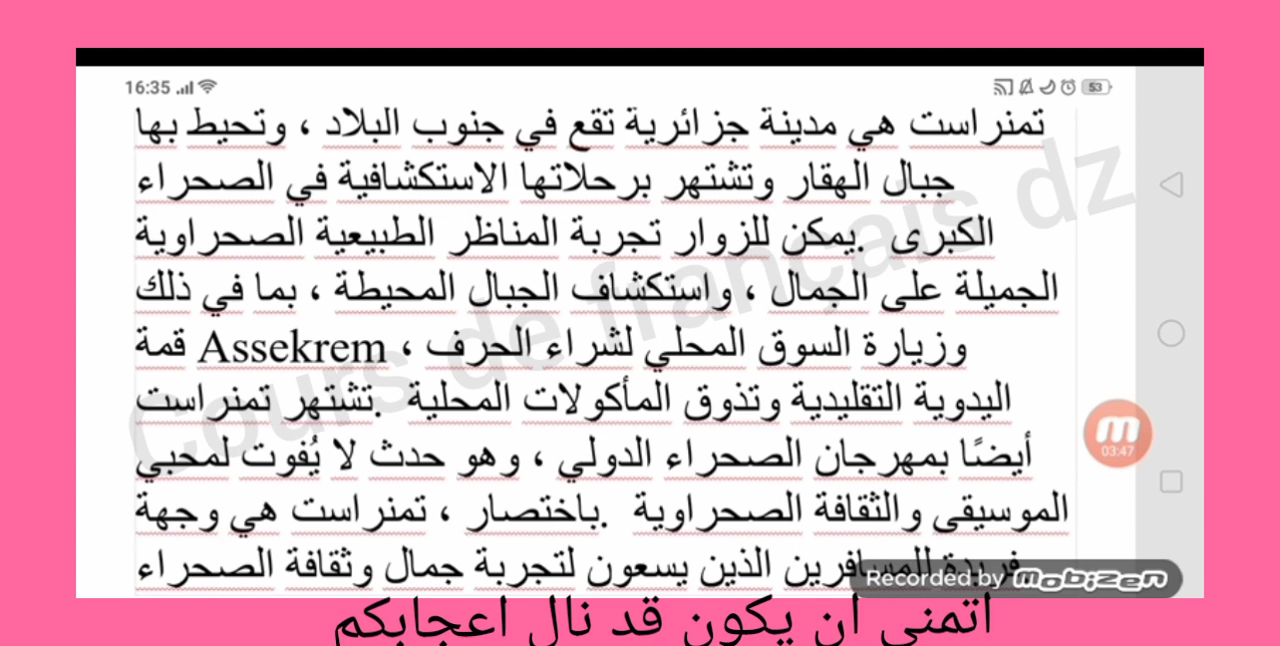 16:35
53
تمنراست هي مدينة جزائرية تقع في جنوب البلاد ، وتحيط بها
جبال الهقار وتشتهر برحلاتها الاستكشافية في الصحراء
الكبرى .يمكن للزوار تجربة المناظر الطبيعية الصحراوية
الجميلة على الجمال ، واستكشاف الجبال المحيطة ، بما في ذلك
وزيارة السوق المحلي لشراء الحرف ، Assekrem قمة
اليدوية التقليدية وتذوق المأكولات المحلية .تشتهر تمنراست
أيضًا بمهرجان الصحراء الدولي ، وهو حدث لا يُفوت لمحبي
الموسيقى والثقافة الصحراوية .باختصار ، تمنراست هي وجهة
فريدة للمسافرين الذين يسعون لتجربة جمال وثقافة الصحراء
Cours de français dz
03:47
Recorded by Mobizen
اتمنى ان يكون قد نال اعجابكم